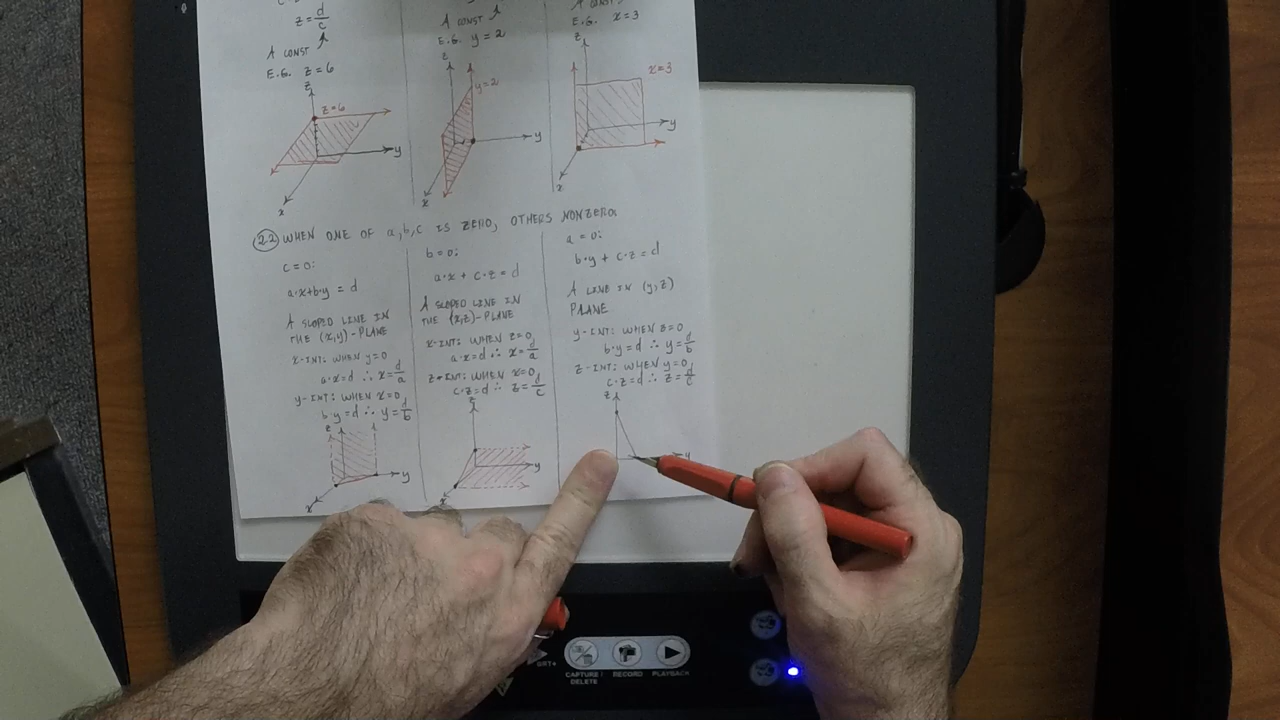 z = d/c
A CONST
E.G. z=6
z
z=6
y
x
A CONST
E.G. y=2
z
y=2
y
x
E.G. x=3
z
x=3
y
x
2.2 WHEN ONE OF a,b,c IS ZERO, OTHERS NONZERO
c=0:
a·x+b·y = d
A SLOPED LINE IN
THE (x,y)-PLANE
x-INT: WHEN y=0
a·x=d ∴ x=d/a
y-INT: WHEN x=0
b·y=d ∴ y=d/b
z
y
x
b=0:
a·x + c·z = d
A SLOPED LINE IN
THE (x,z)-PLANE
x-INT: WHEN z=0
a·x=d ∴ x=d/a
z-INT: WHEN x=0
c·z=d ∴ z=d/c
z
y
x
a=0:
b·y + c·z = d
A LINE IN (y,z)
PLANE
y-INT: WHEN z=0
b·y=d ∴ y=d/b
z-INT: WHEN y=0
c·z=d ∴ z=d/c
z
y
CAPTURE/
DELETE
RECORD
PLAYBACK